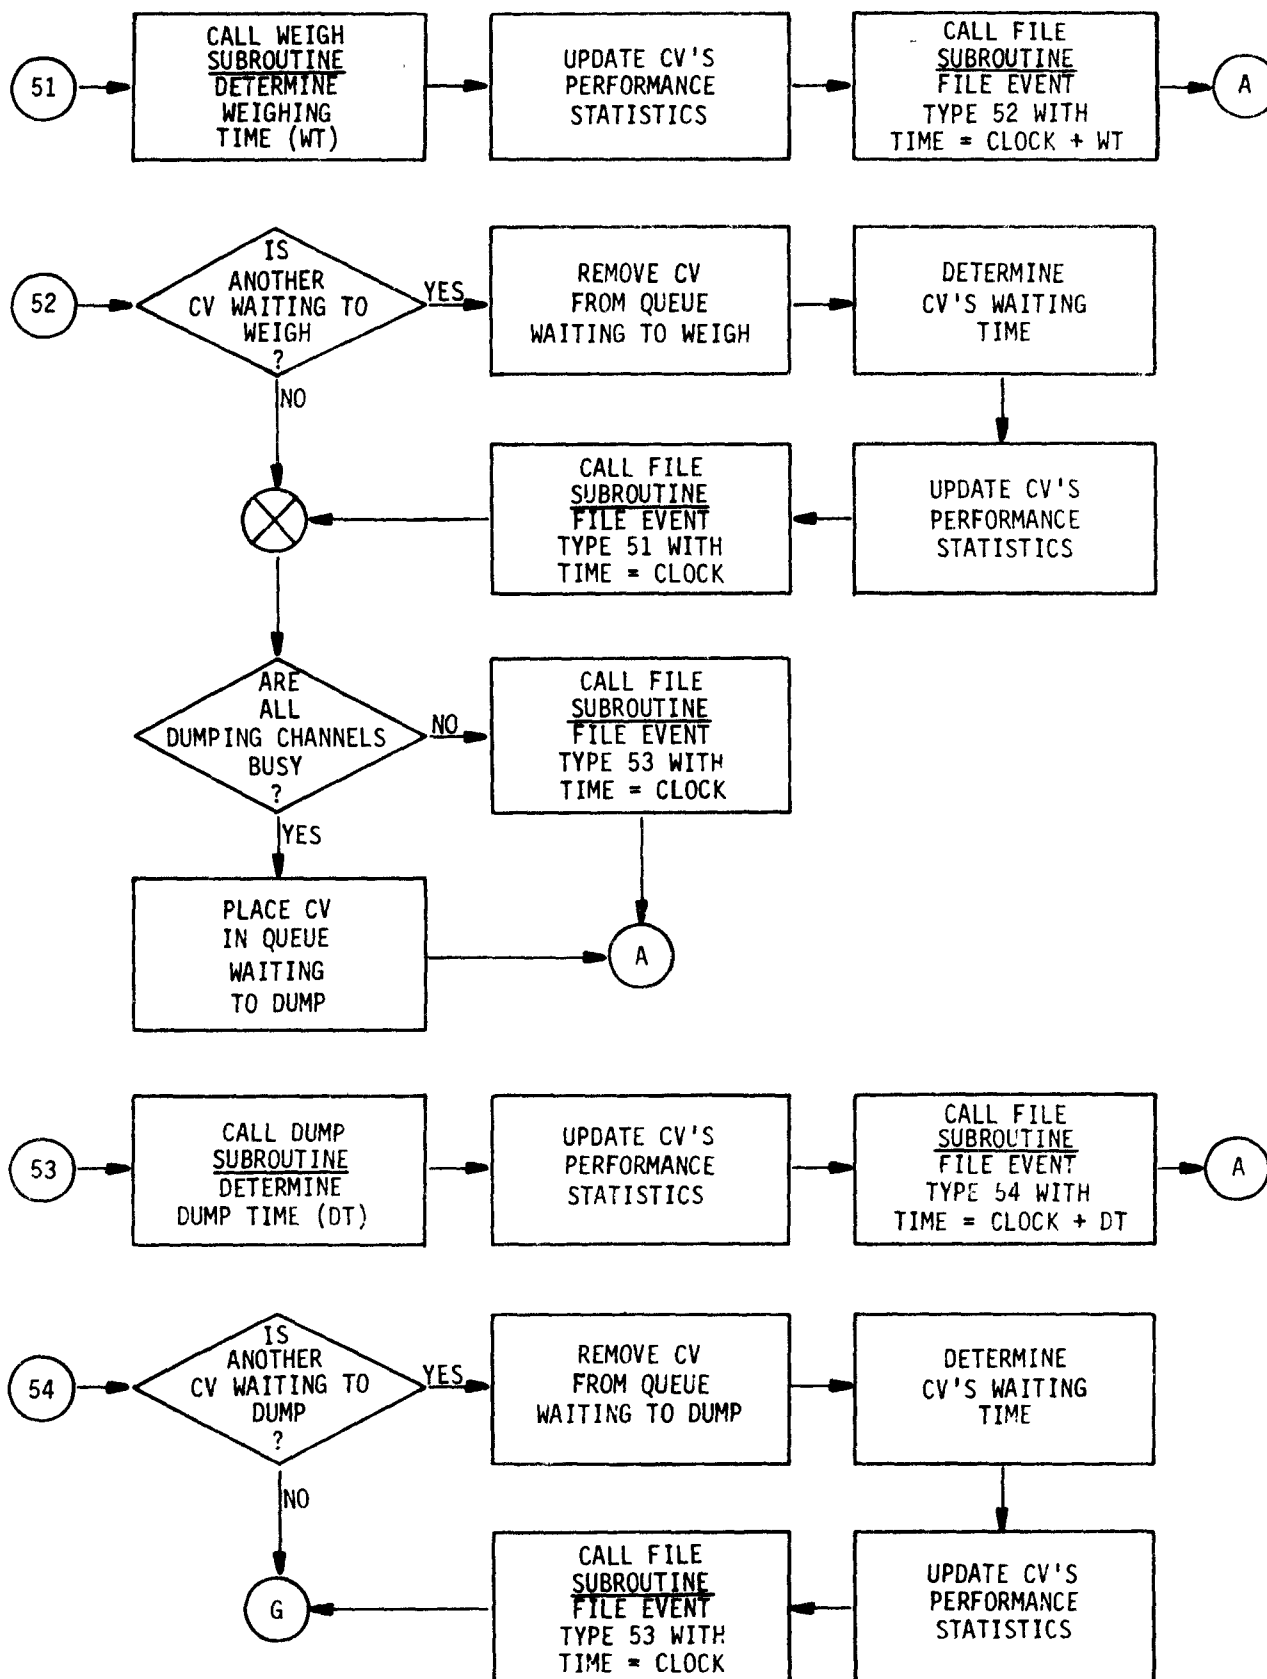 51
CALL WEIGH
SUBROUTINE
DETERMINE
WEIGHING
TIME (WT)
UPDATE CV'S
PERFORMANCE
STATISTICS
CALL FILE
SUBROUTINE
FILE EVENT
TYPE 52 WITH
TIME = CLOCK + WT
A
52
IS
ANOTHER
CV WAITING TO
WEIGH
?
YES
REMOVE CV
FROM QUEUE
WAITING TO WEIGH
DETERMINE
CV'S WAITING
TIME
NO
CALL FILE
SUBROUTINE
FILE EVENT
TYPE 51 WITH
TIME = CLOCK
UPDATE CV'S
PERFORMANCE
STATISTICS
ARE
ALL
DUMPING CHANNELS
BUSY
?
NO
CALL FILE
SUBROUTINE
FILE EVENT
TYPE 53 WITH
TIME = CLOCK
YES
PLACE CV
IN QUEUE
WAITING
TO DUMP
A
53
CALL DUMP
SUBROUTINE
DETERMINE
DUMP TIME (DT)
UPDATE CV'S
PERFORMANCE
STATISTICS
CALL FILE
SUBROUTINE
FILE EVENT
TYPE 54 WITH
TIME = CLOCK + DT
A
54
IS
ANOTHER
CV WAITING TO
DUMP
?
YES
REMOVE CV
FROM QUEUE
WAITING TO DUMP
DETERMINE
CV'S WAITING
TIME
NO
G
CALL FILE
SUBROUTINE
FILE EVENT
TYPE 53 WITH
TIME = CLOCK
UPDATE CV'S
PERFORMANCE
STATISTICS